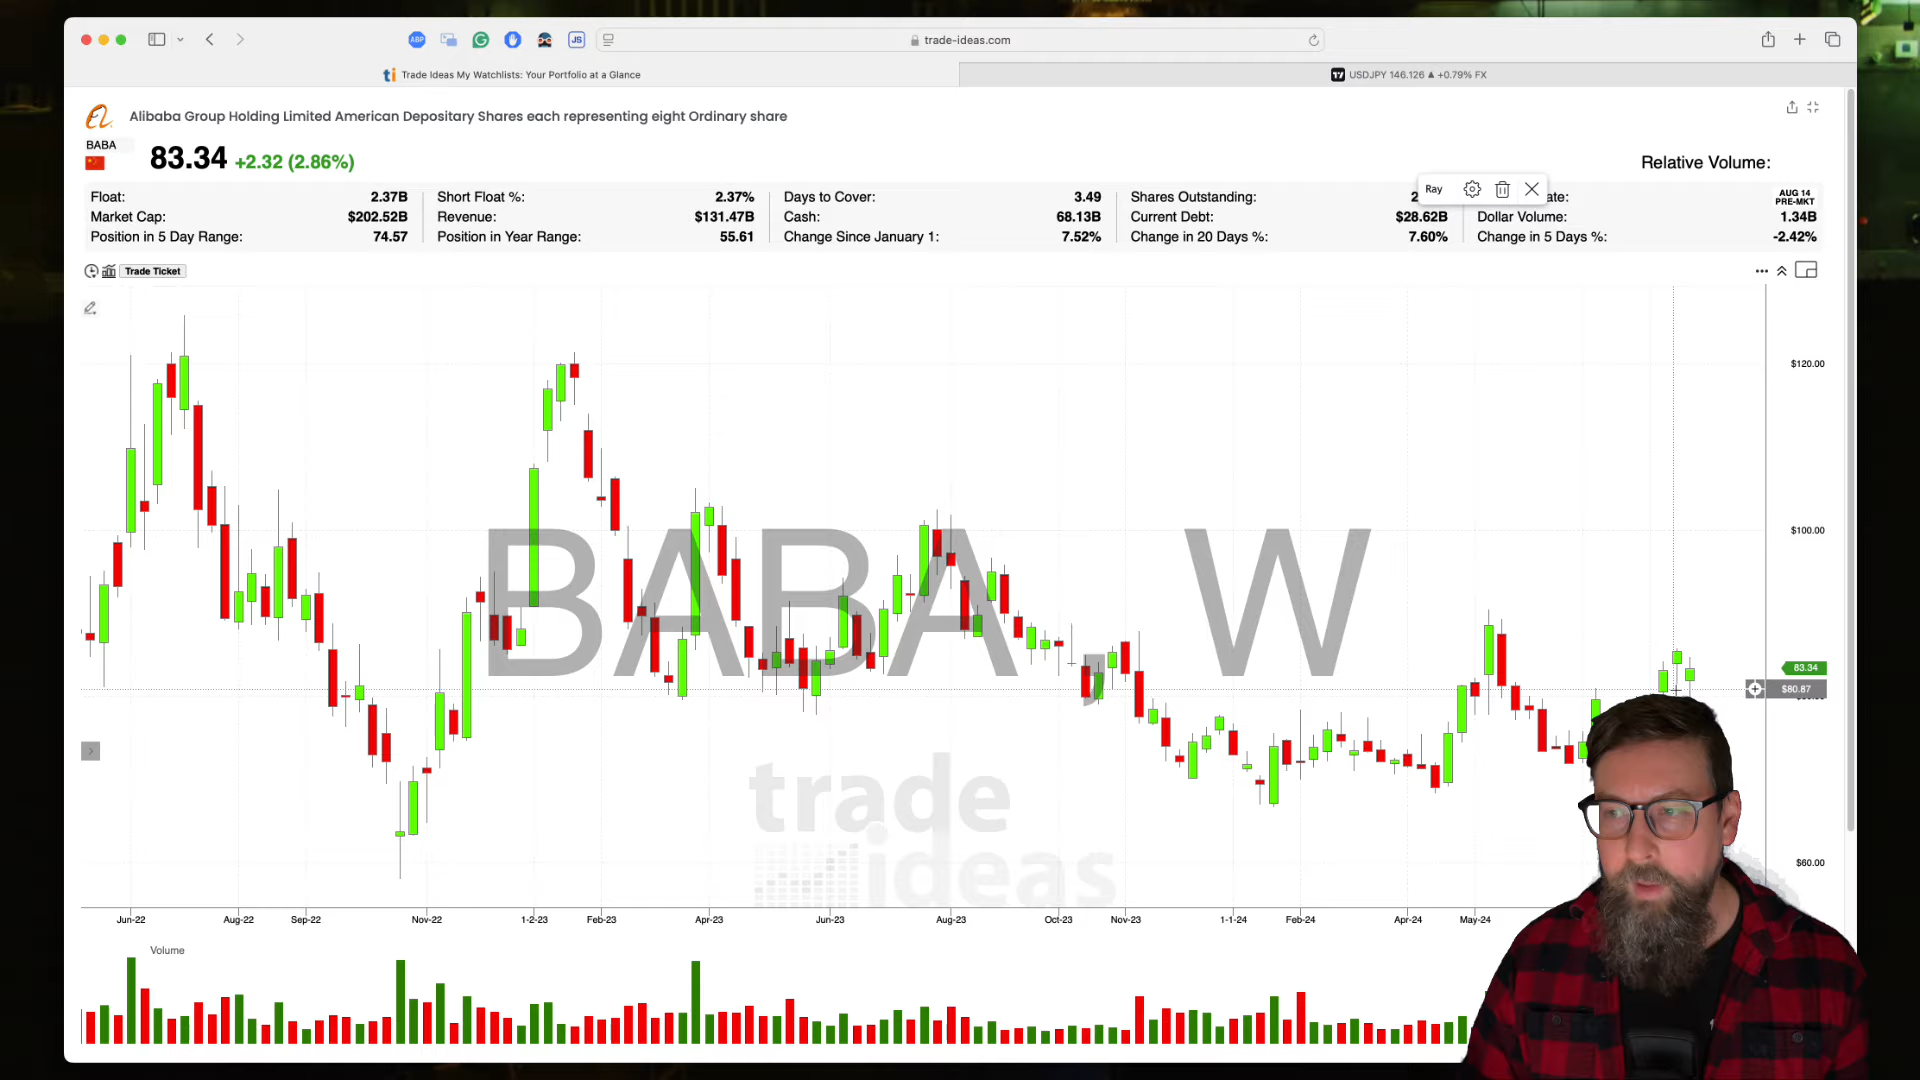 ABP
JS
trade-ideas.com
ti Trade Ideas My Watchlists: Your Portfolio at a Glance
USDJPY 146.126 ▲ +0.79% FX
Alibaba Group Holding Limited American Depositary Shares each representing eight Ordinary share
BABA
83.34 +2.32 (2.86%)
Relative Volume:
Ray
Float: 2.37B
Short Float %: 2.37%
Days to Cover: 3.49
Shares Outstanding: 2
ate: AUG 14 PRE-MKT
Market Cap: $202.52B
Revenue: $131.47B
Cash: 68.13B
Current Debt: $28.62B
Dollar Volume: 1.34B
Position in 5 Day Range: 74.57
Position in Year Range: 55.61
Change Since January 1: 7.52%
Change in 20 Days %: 7.60%
Change in 5 Days %: -2.42%
Trade Ticket
$120.00
$100.00
BABA, W
83.34
$80.87
trade
ideas
$60.00
Jun-22 Aug-22 Sep-22 Nov-22 1-2-23 Feb-23 Apr-23 Jun-23 Aug-23 Oct-23 Nov-23 1-1-24 Feb-24 Apr-24 May-24
Volume